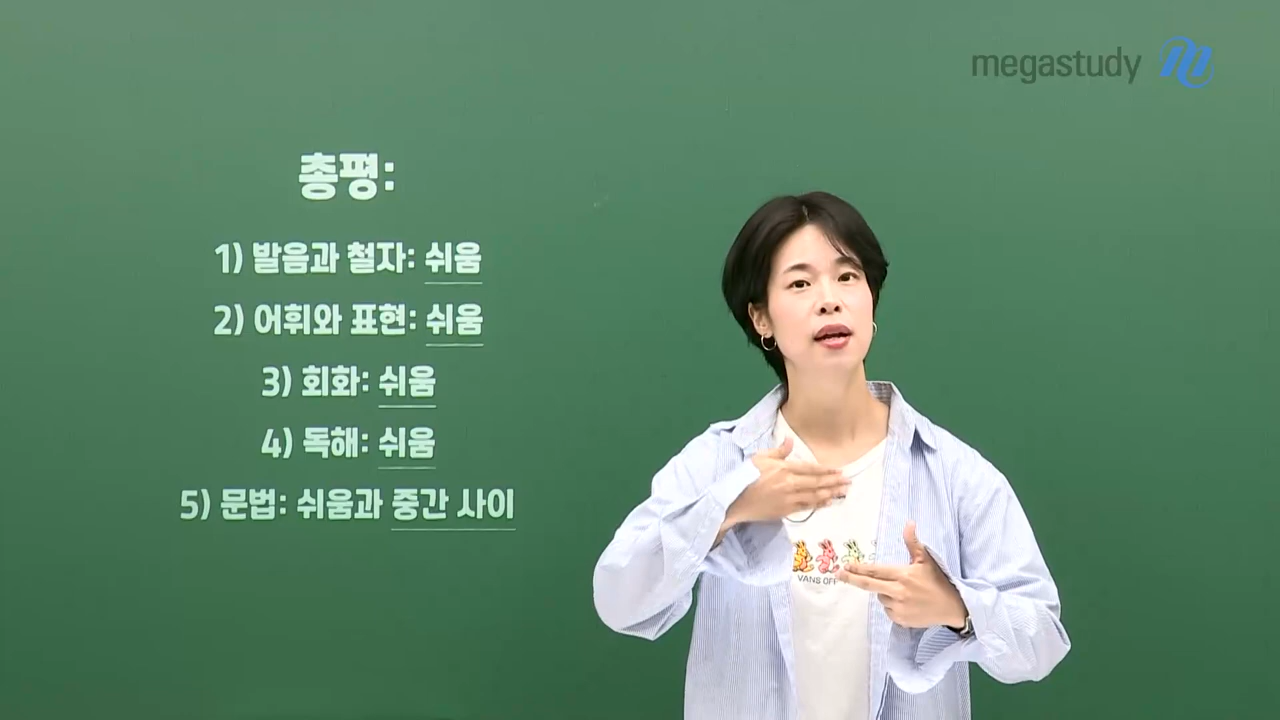 megastudy
총평:
1) 발음과 철자: 쉬움
2) 어휘와 표현: 쉬움
3) 회화: 쉬움
4) 독해: 쉬움
5) 문법: 쉬움과 중간 사이
VANS OFF